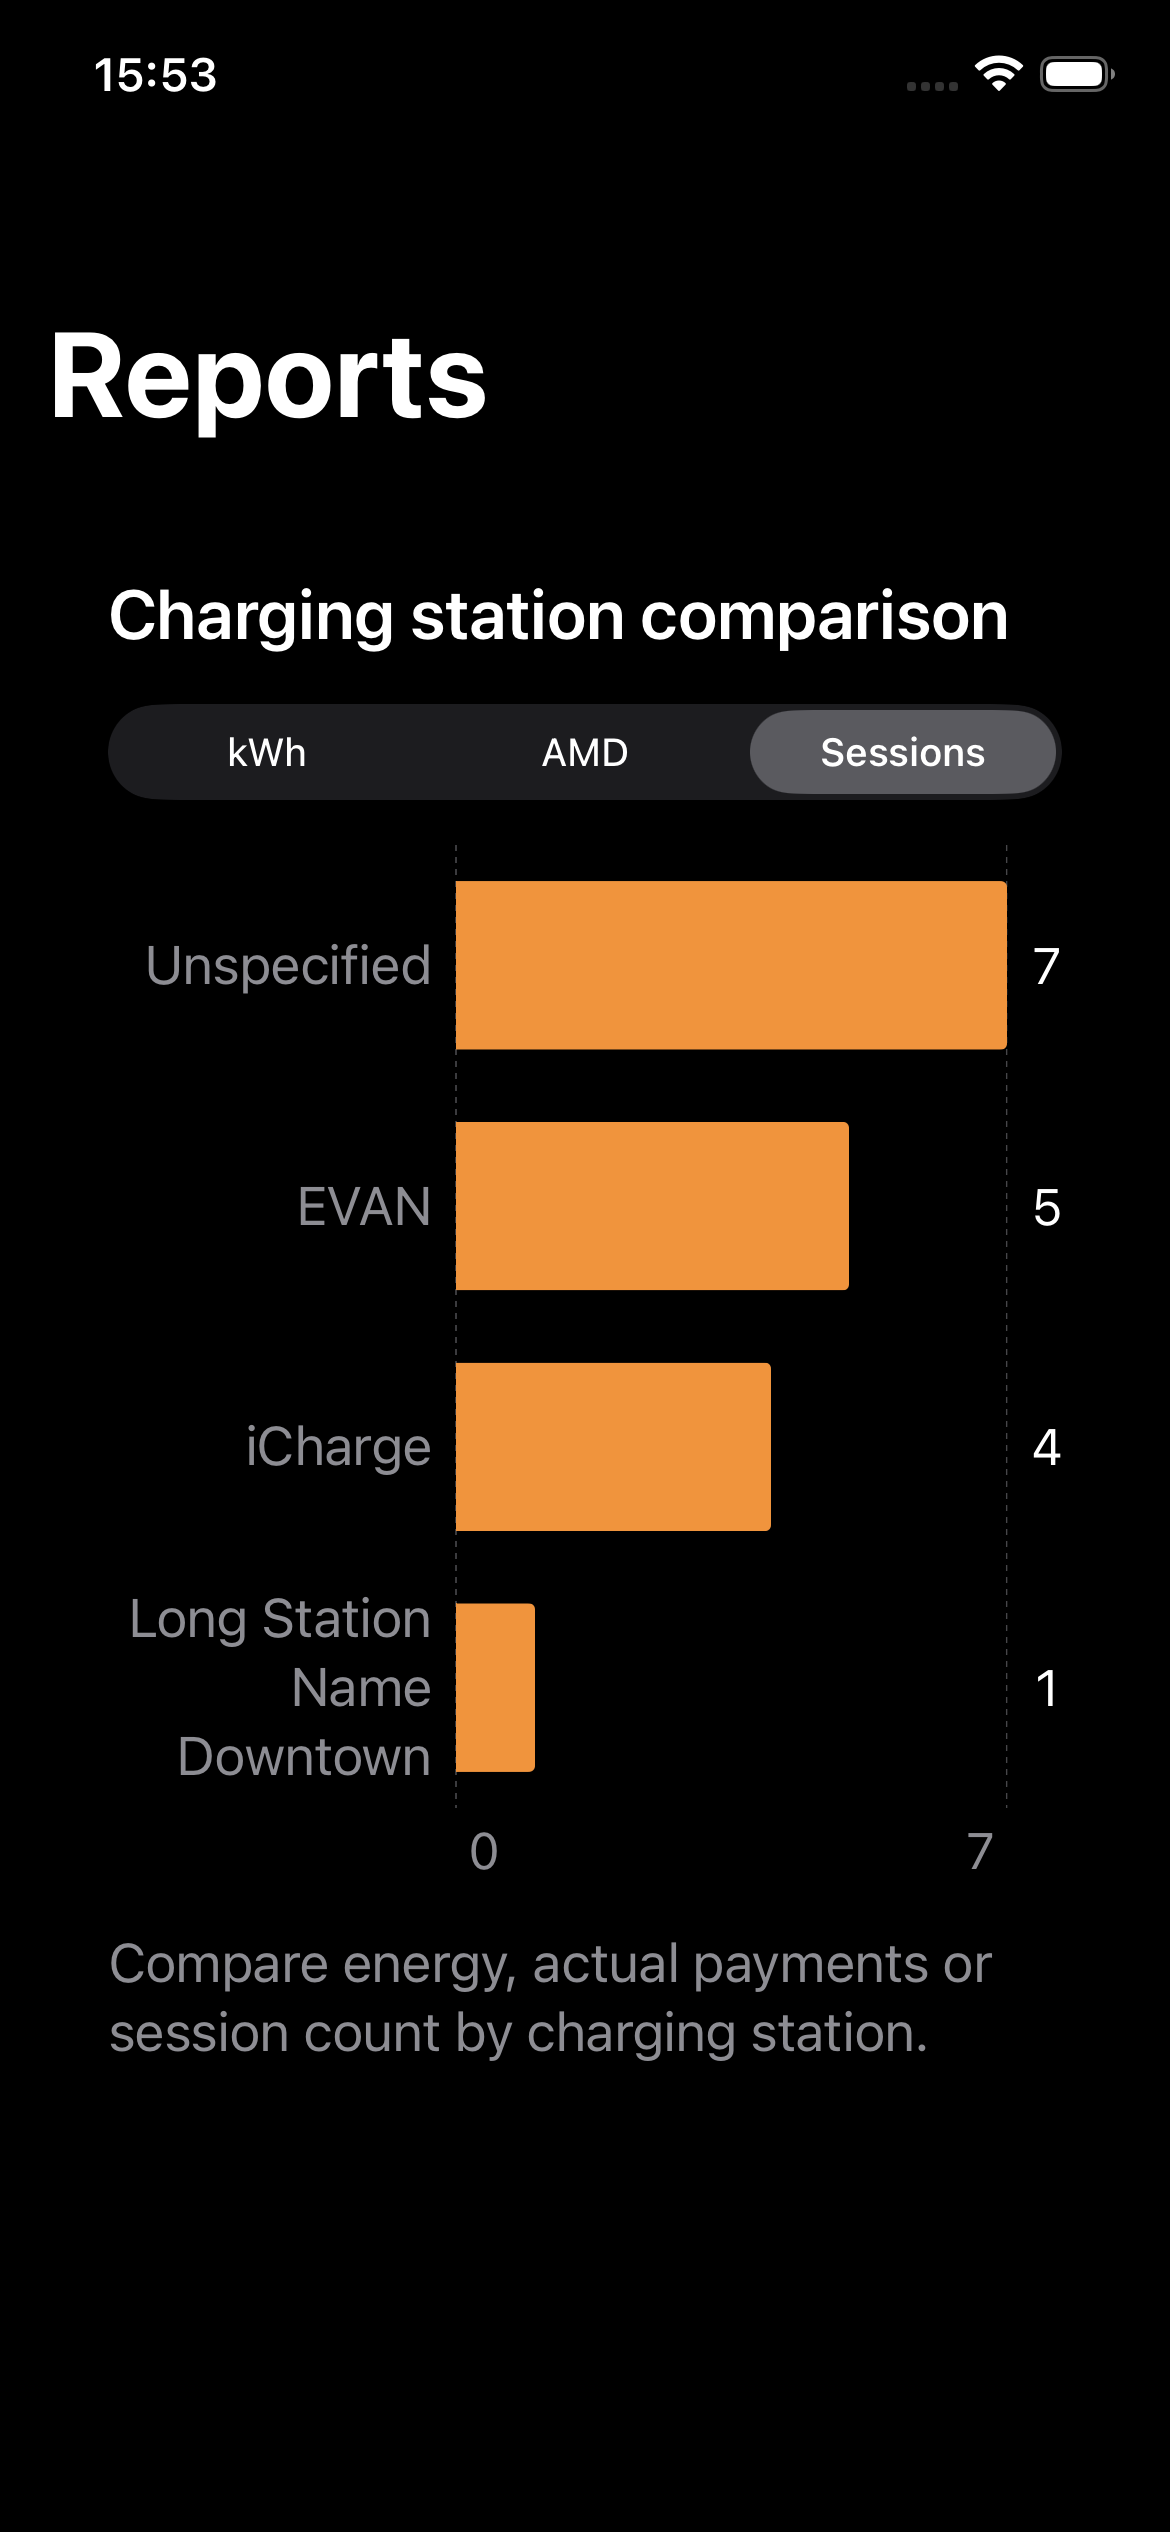 15:53
Reports
Charging station comparison
kWh AMD Sessions
Unspecified 7
EVAN 5
iCharge 4
Long Station
Name 1
Downtown
0 7
Compare energy, actual payments or
session count by charging station.